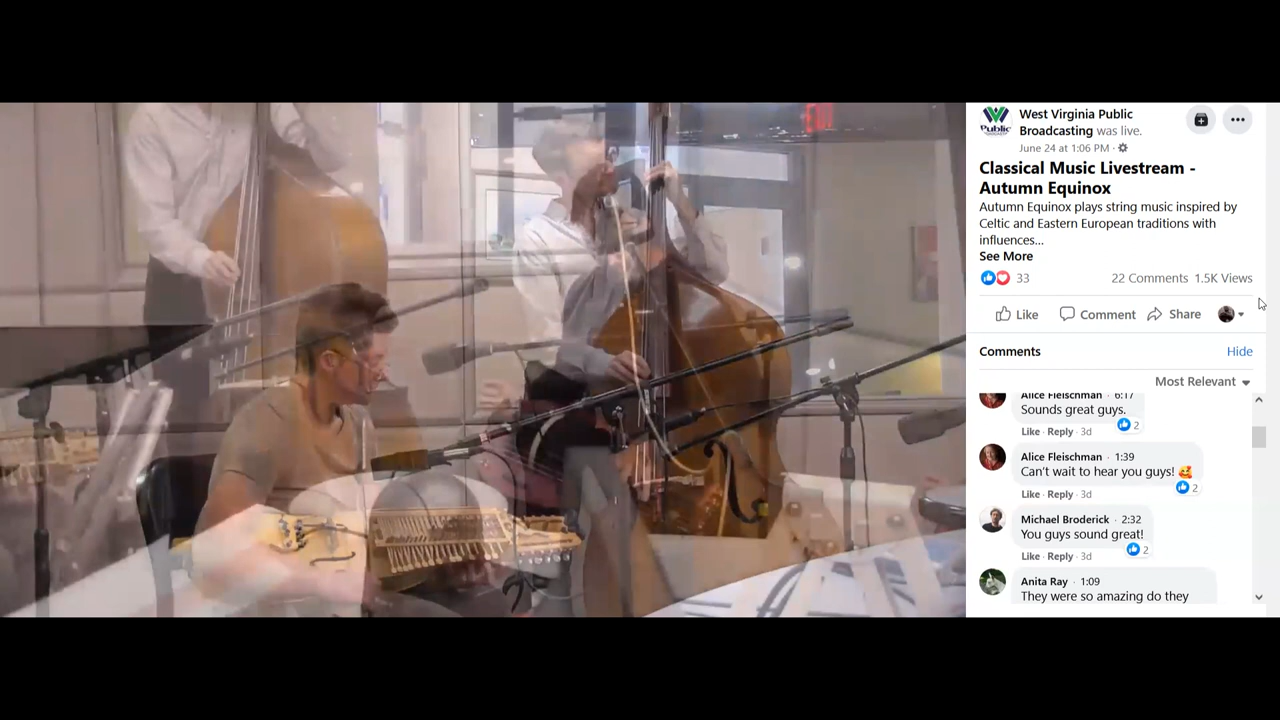 West Virginia Public
Broadcasting was live.
Public
June 24 at 1:06 PM ·
Classical Music Livestream -
Autumn Equinox
Autumn Equinox plays string music inspired by
Celtic and Eastern European traditions with
influences...
See More
33 22 Comments 1.5K Views
Like Comment Share
Comments Hide
Most Relevant
Alice Fleischman · 6:17
Sounds great guys.
2
Like · Reply · 3d
Alice Fleischman · 1:39
Can't wait to hear you guys! 🥰
2
Like · Reply · 3d
Michael Broderick · 2:32
You guys sound great!
2
Like · Reply · 3d
Anita Ray · 1:09
They were so amazing do they